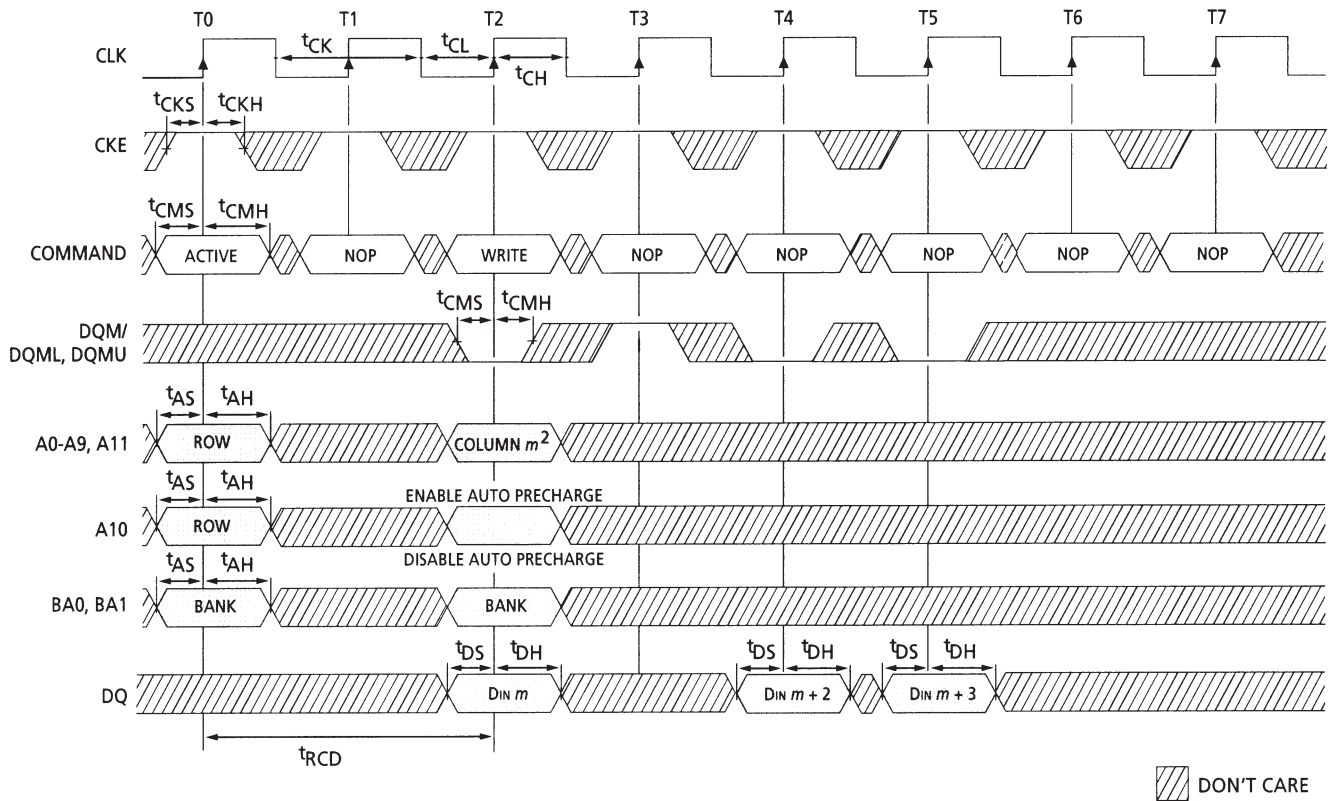 T0 T1 T2 T3 T4 T5 T6 T7
CLK tCK tCL tCH
tCKS tCKH
CKE
tCMS tCMH
COMMAND ACTIVE NOP WRITE NOP NOP NOP NOP NOP
tCMS tCMH
DQM/
DQML, DQMU
tAS tAH
A0-A9, A11 ROW COLUMN m2
tAS tAH ENABLE AUTO PRECHARGE
A10 ROW
tAS tAH DISABLE AUTO PRECHARGE
BA0, BA1 BANK BANK
tDS tDH tDS tDH tDS tDH
DQ DIN m DIN m + 2 DIN m + 3
tRCD
DON'T CARE